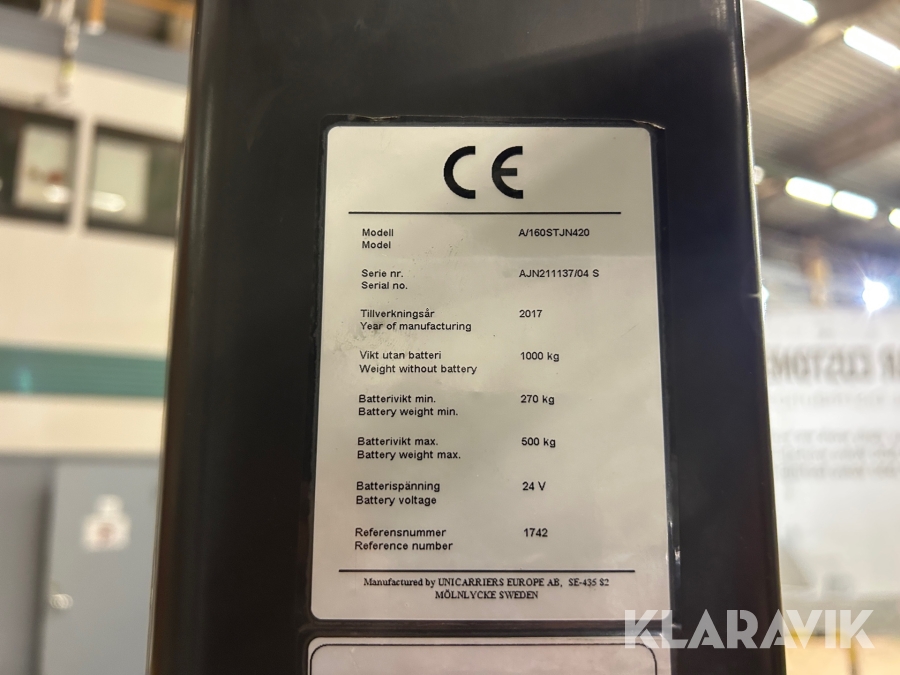 CE
Modell A/160STJN420
Model
Serie nr. AJN211137/04 S
Serial no.
Tillverkningsår 2017
Year of manufacturing
Vikt utan batteri 1000 kg
Weight without battery
Batterivikt min. 270 kg
Battery weight min.
Batterivikt max. 500 kg
Battery weight max.
Batterispänning 24 V
Battery voltage
Referensnummer 1742
Reference number
Manufactured by UNICARRIERS EUROPE AB, SE-435 82
MÖLNLYCKE SWEDEN
KLARAVIK